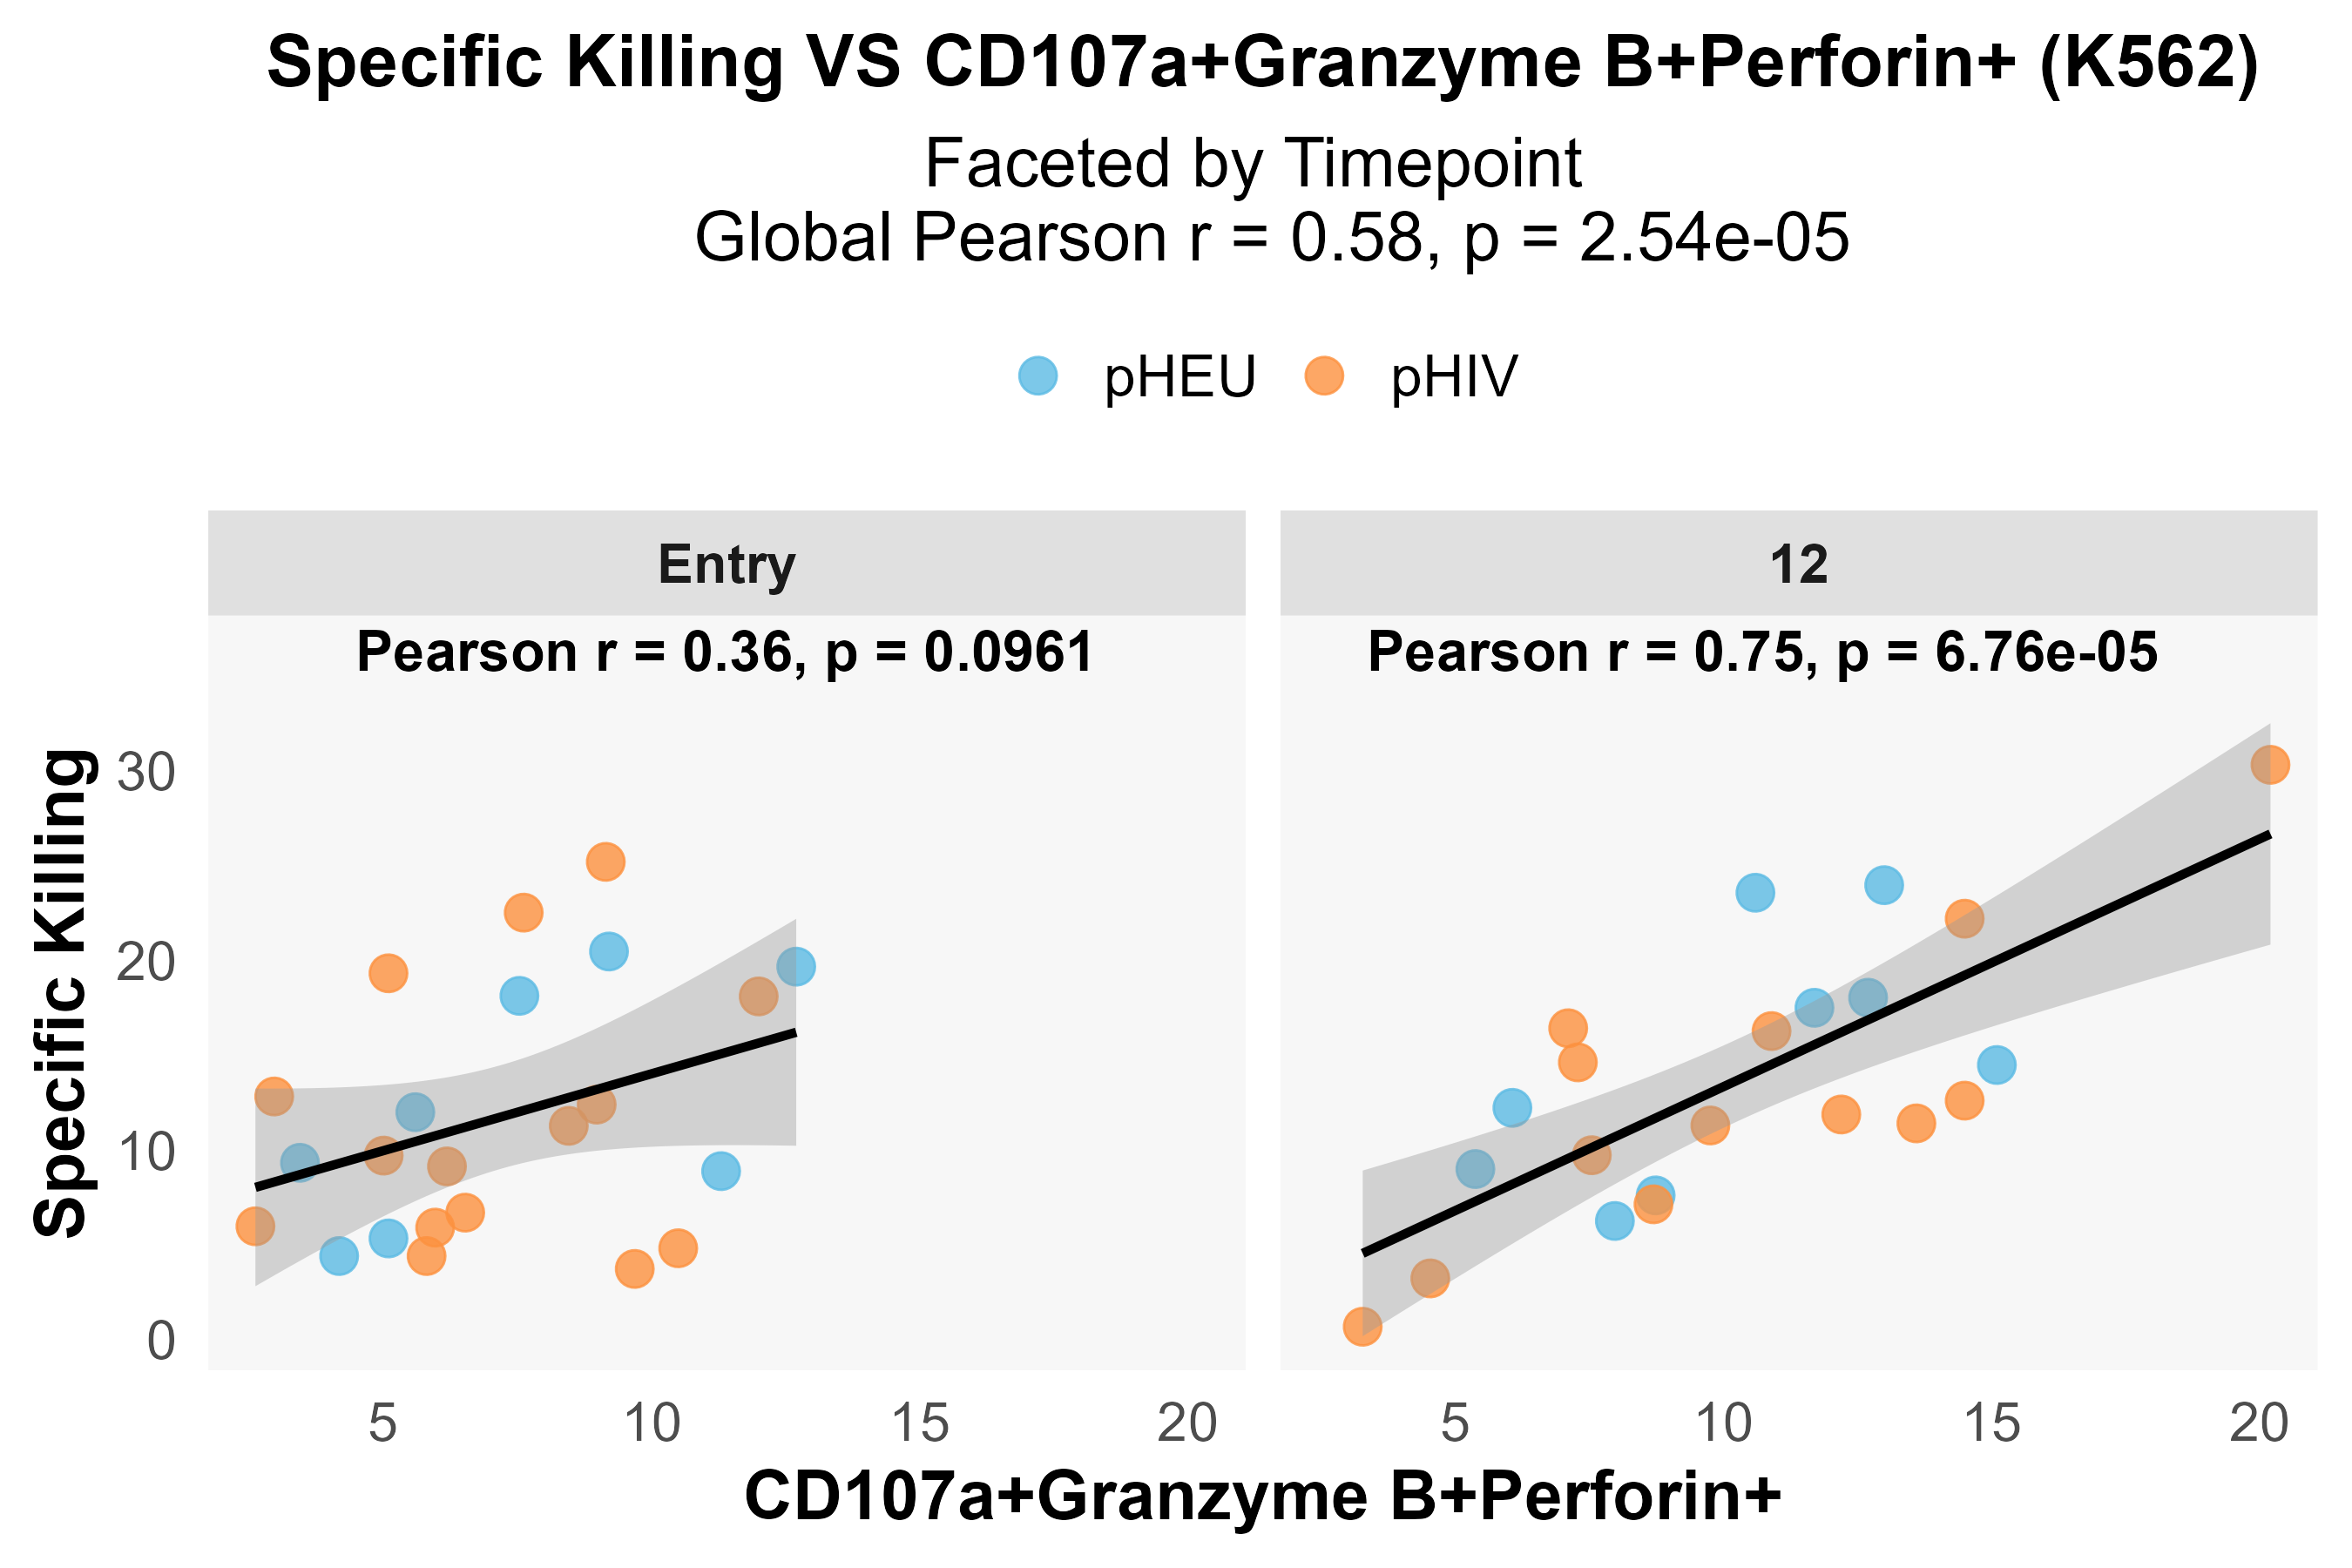 Specific Killing VS CD107a+Granzyme B+Perforin+ (K562)
Faceted by Timepoint
Global Pearson r = 0.58, p = 2.54e-05
pHEU pHIV
Entry 12
Pearson r = 0.36, p = 0.0961 Pearson r = 0.75, p = 6.76e-05
Specific Killing
30
20
10
0
5 10 15 20 5 10 15 20
CD107a+Granzyme B+Perforin+